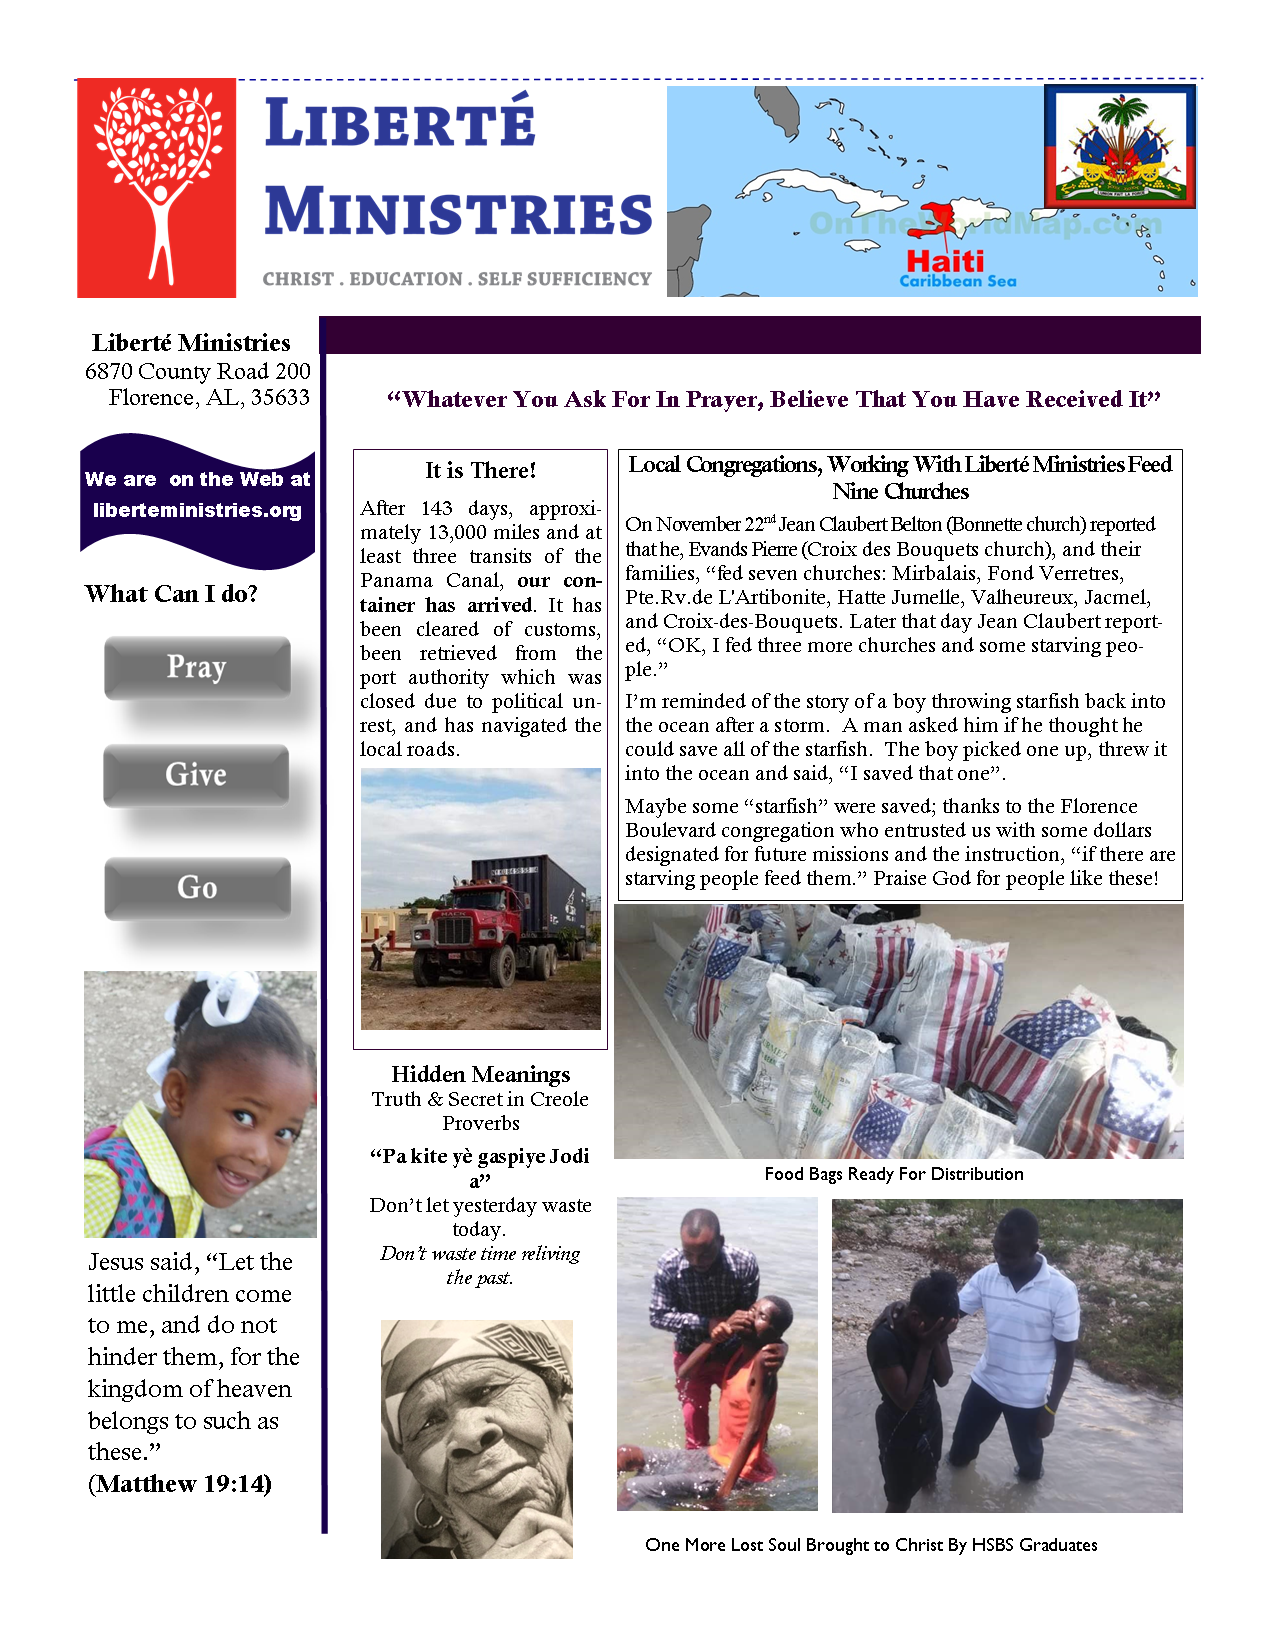 LIBERTÉ
MINISTRIES
CHRIST . EDUCATION . SELF SUFFICIENCY
OnTheWorldMap.com
Haiti
Caribbean Sea
Liberté Ministries
6870 County Road 200
Florence, AL, 35633
We are on the Web at
liberteministries.org
What Can I do?
Pray
Give
Go
Jesus said, “Let the
little children come
to me, and do not
hinder them, for the
kingdom of heaven
belongs to such as
these.”
(Matthew 19:14)
“Whatever You Ask For In Prayer, Believe That You Have Received It”
It is There!
After 143 days, approxi-
mately 13,000 miles and at
least three transits of the
Panama Canal, our con-
tainer has arrived. It has
been cleared of customs,
been retrieved from the
port authority which was
closed due to political un-
rest, and has navigated the
local roads.
MACK
Hidden Meanings
Truth & Secret in Creole
Proverbs
“Pa kite yè gaspiye Jodi
a”
Don’t let yesterday waste
today.
Don’t waste time reliving
the past.
Local Congregations, Working With Liberté Ministries Feed
Nine Churches
On November 22nd Jean Claubert Belton (Bonnette church) reported
that he, Evands Pierre (Croix des Bouquets church), and their
families, “fed seven churches: Mirbalais, Fond Verretres,
Pte.Rv.de L'Artibonite, Hatte Jumelle, Valheureux, Jacmel,
and Croix-des-Bouquets. Later that day Jean Claubert report-
ed, “OK, I fed three more churches and some starving peo-
ple.”
I’m reminded of the story of a boy throwing starfish back into
the ocean after a storm.  A man asked him if he thought he
could save all of the starfish.  The boy picked one up, threw it
into the ocean and said, “I saved that one”.
Maybe some “starfish” were saved; thanks to the Florence
Boulevard congregation who entrusted us with some dollars
designated for future missions and the instruction, “if there are
starving people feed them.” Praise God for people like these!
Food Bags Ready For Distribution
One More Lost Soul Brought to Christ By HSBS Graduates